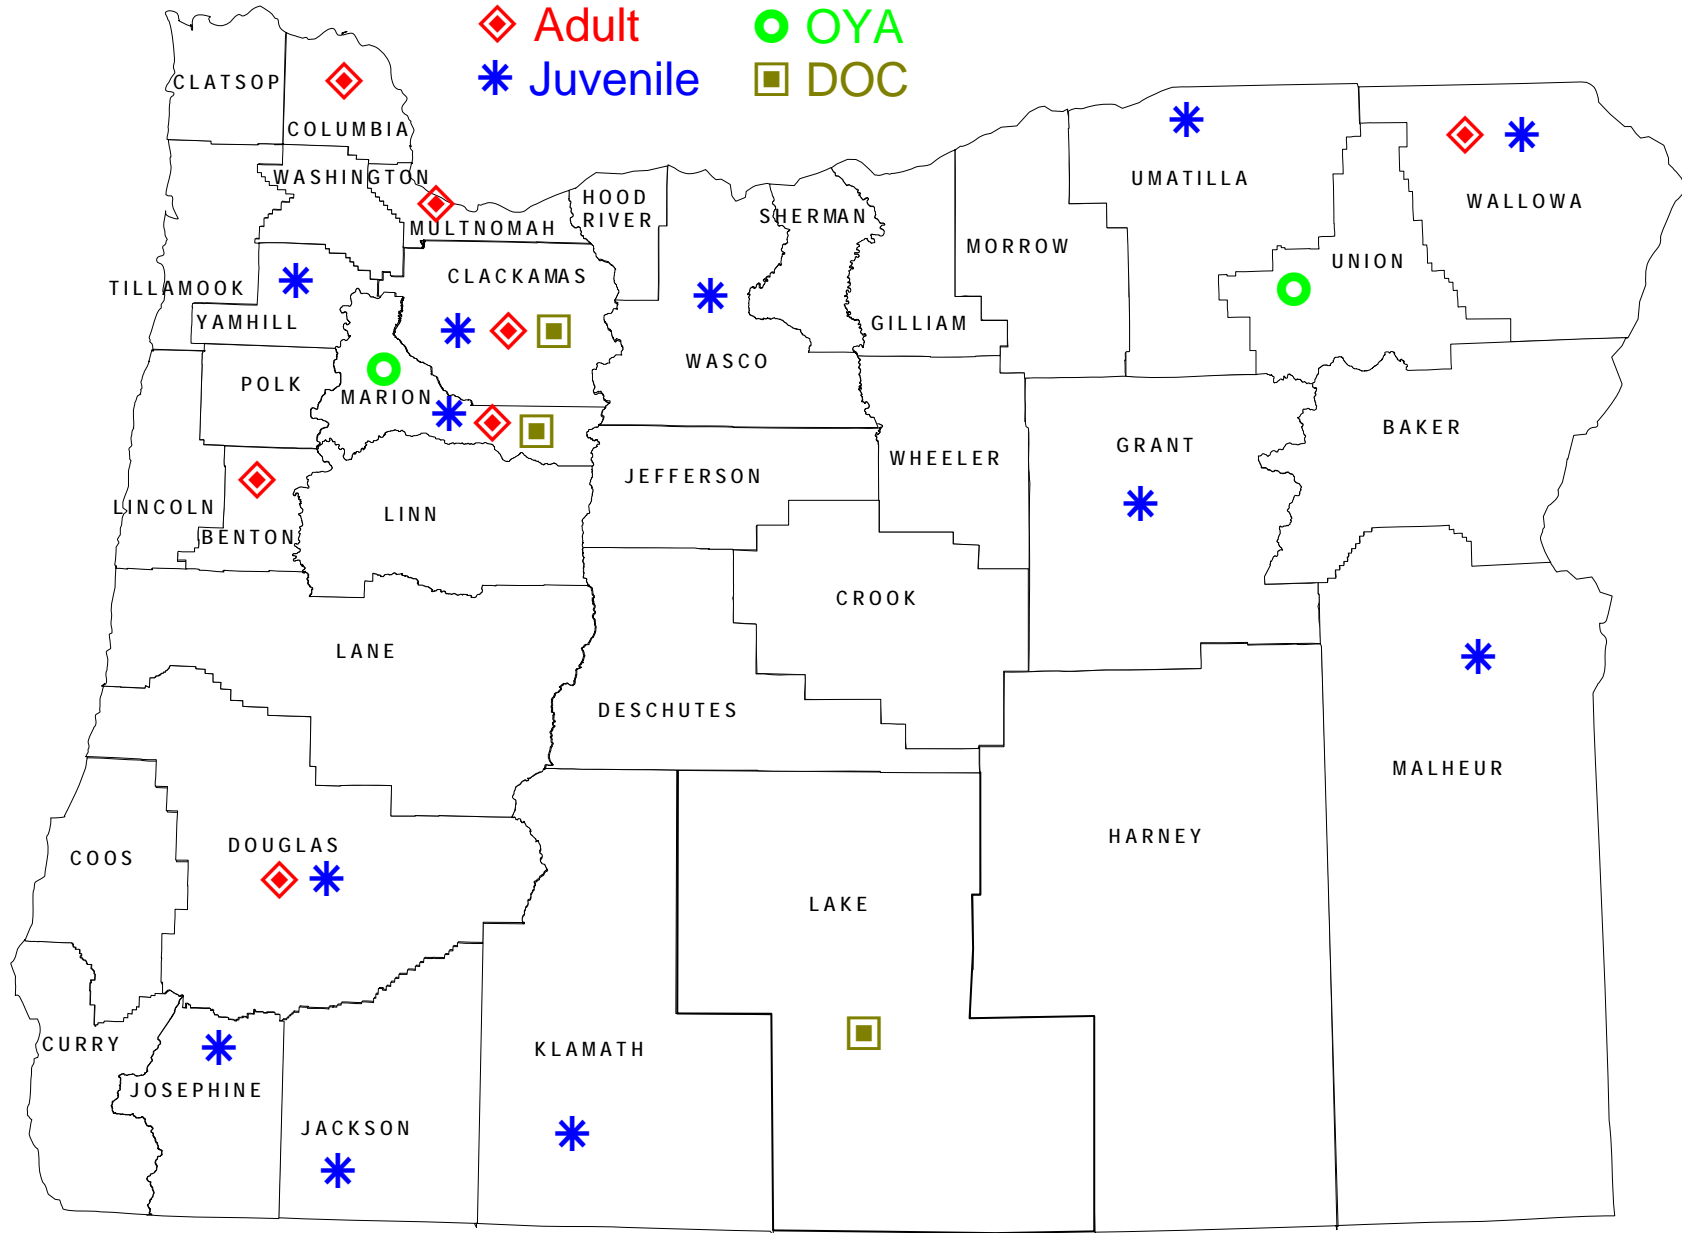 Adult
OYA
Juvenile
DOC
CLATSOP
COLUMBIA
WASHINGTON
MULTNOMAH
HOOD
RIVER
SHERMAN
UMATILLA
WALLOWA
MORROW
UNION
TILLAMOOK
CLACKAMAS
YAMHILL
GILLIAM
WASCO
POLK
MARION
BAKER
GRANT
WHEELER
JEFFERSON
LINCOLN
LINN
BENTON
CROOK
LANE
DESCHUTES
MALHEUR
HARNEY
DOUGLAS
COOS
LAKE
CURRY
KLAMATH
JOSEPHINE
JACKSON